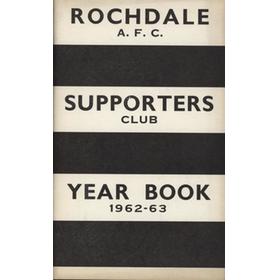 ROCHDALE
A. F. C.
SUPPORTERS
CLUB
YEAR BOOK
1962-63